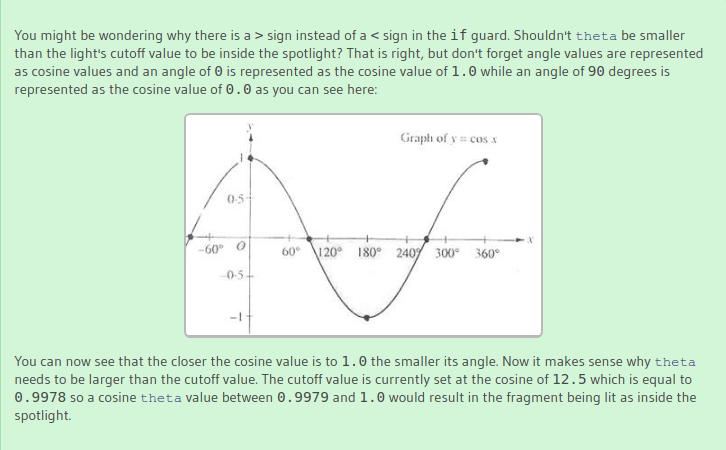 You might be wondering why there is a > sign instead of a < sign in the if guard. Shouldn't theta be smaller
than the light's cutoff value to be inside the spotlight? That is right, but don't forget angle values are represented
as cosine values and an angle of 0 is represented as the cosine value of 1.0 while an angle of 90 degrees is
represented as the cosine value of 0.0 as you can see here:
y
Graph of y = cos x
1
0·5
-60° O 60° 120° 180° 240° 300° 360° x
-0·5
-1
You can now see that the closer the cosine value is to 1.0 the smaller its angle. Now it makes sense why theta
needs to be larger than the cutoff value. The cutoff value is currently set at the cosine of 12.5 which is equal to
0.9978 so a cosine theta value between 0.9979 and 1.0 would result in the fragment being lit as inside the
spotlight.